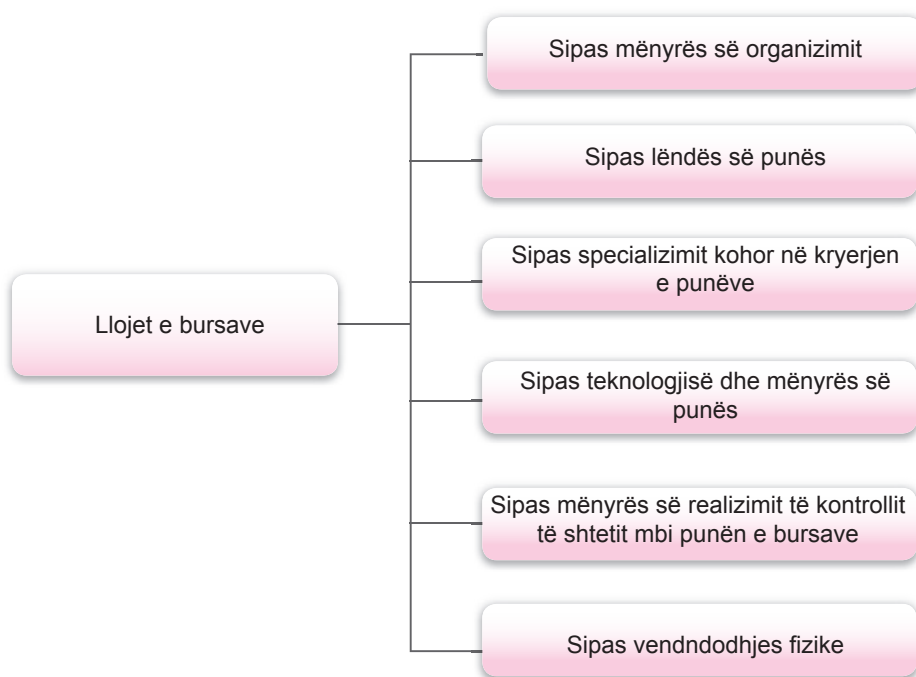 Sipas mënyrës së organizimit
Sipas lëndës së punës
Sipas specializimit kohor në kryerjen
e punëve
Llojet e bursave
Sipas teknologjisë dhe mënyrës së
punës
Sipas mënyrës së realizimit të kontrollit
të shtetit mbi punën e bursave
Sipas vendndodhjes fizike